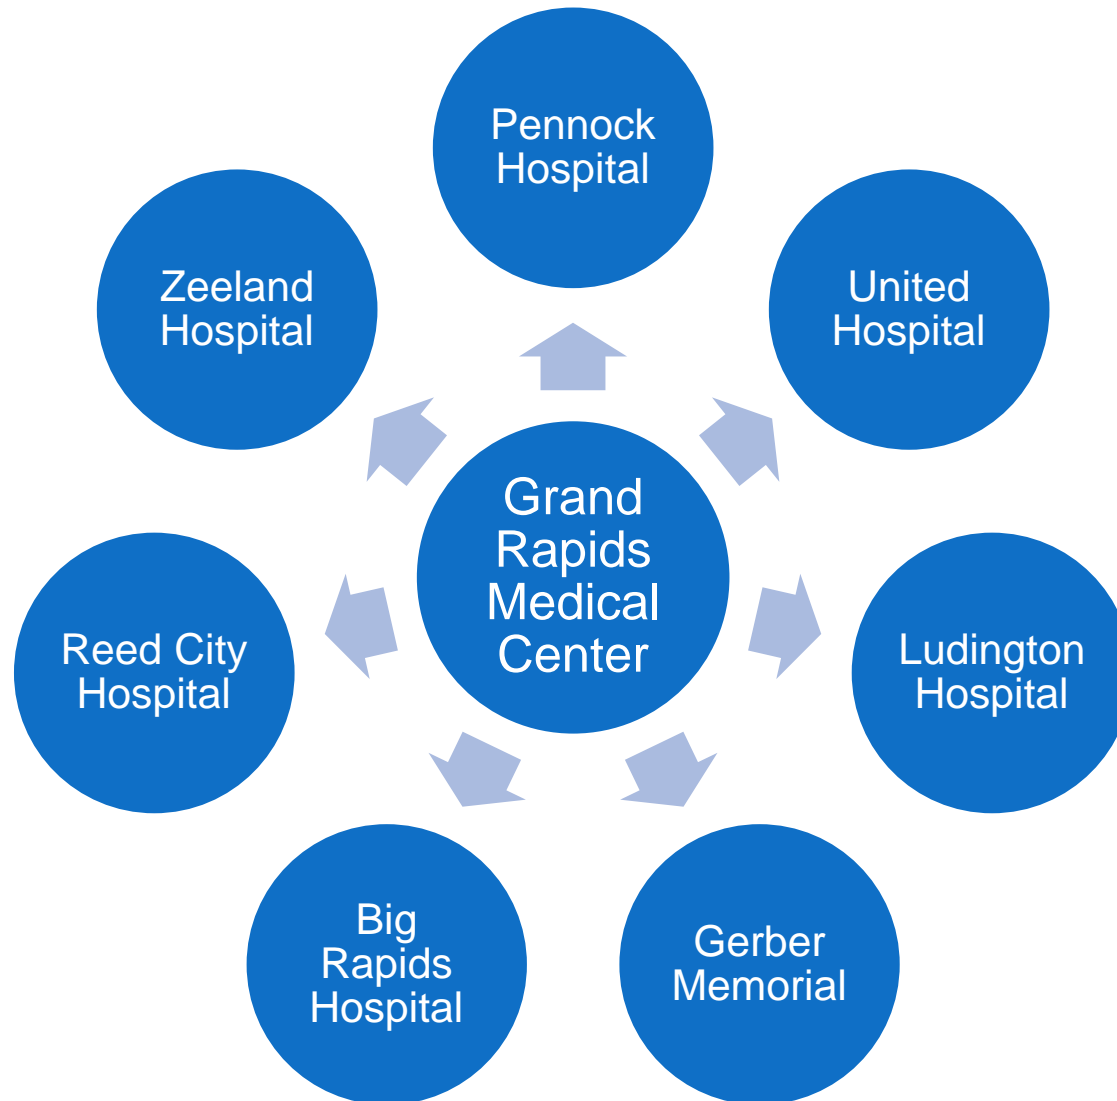 Pennock
Hospital
Zeeland
Hospital
United
Hospital
Grand
Rapids
Medical
Center
Reed City
Hospital
Ludington
Hospital
Big
Rapids
Hospital
Gerber
Memorial